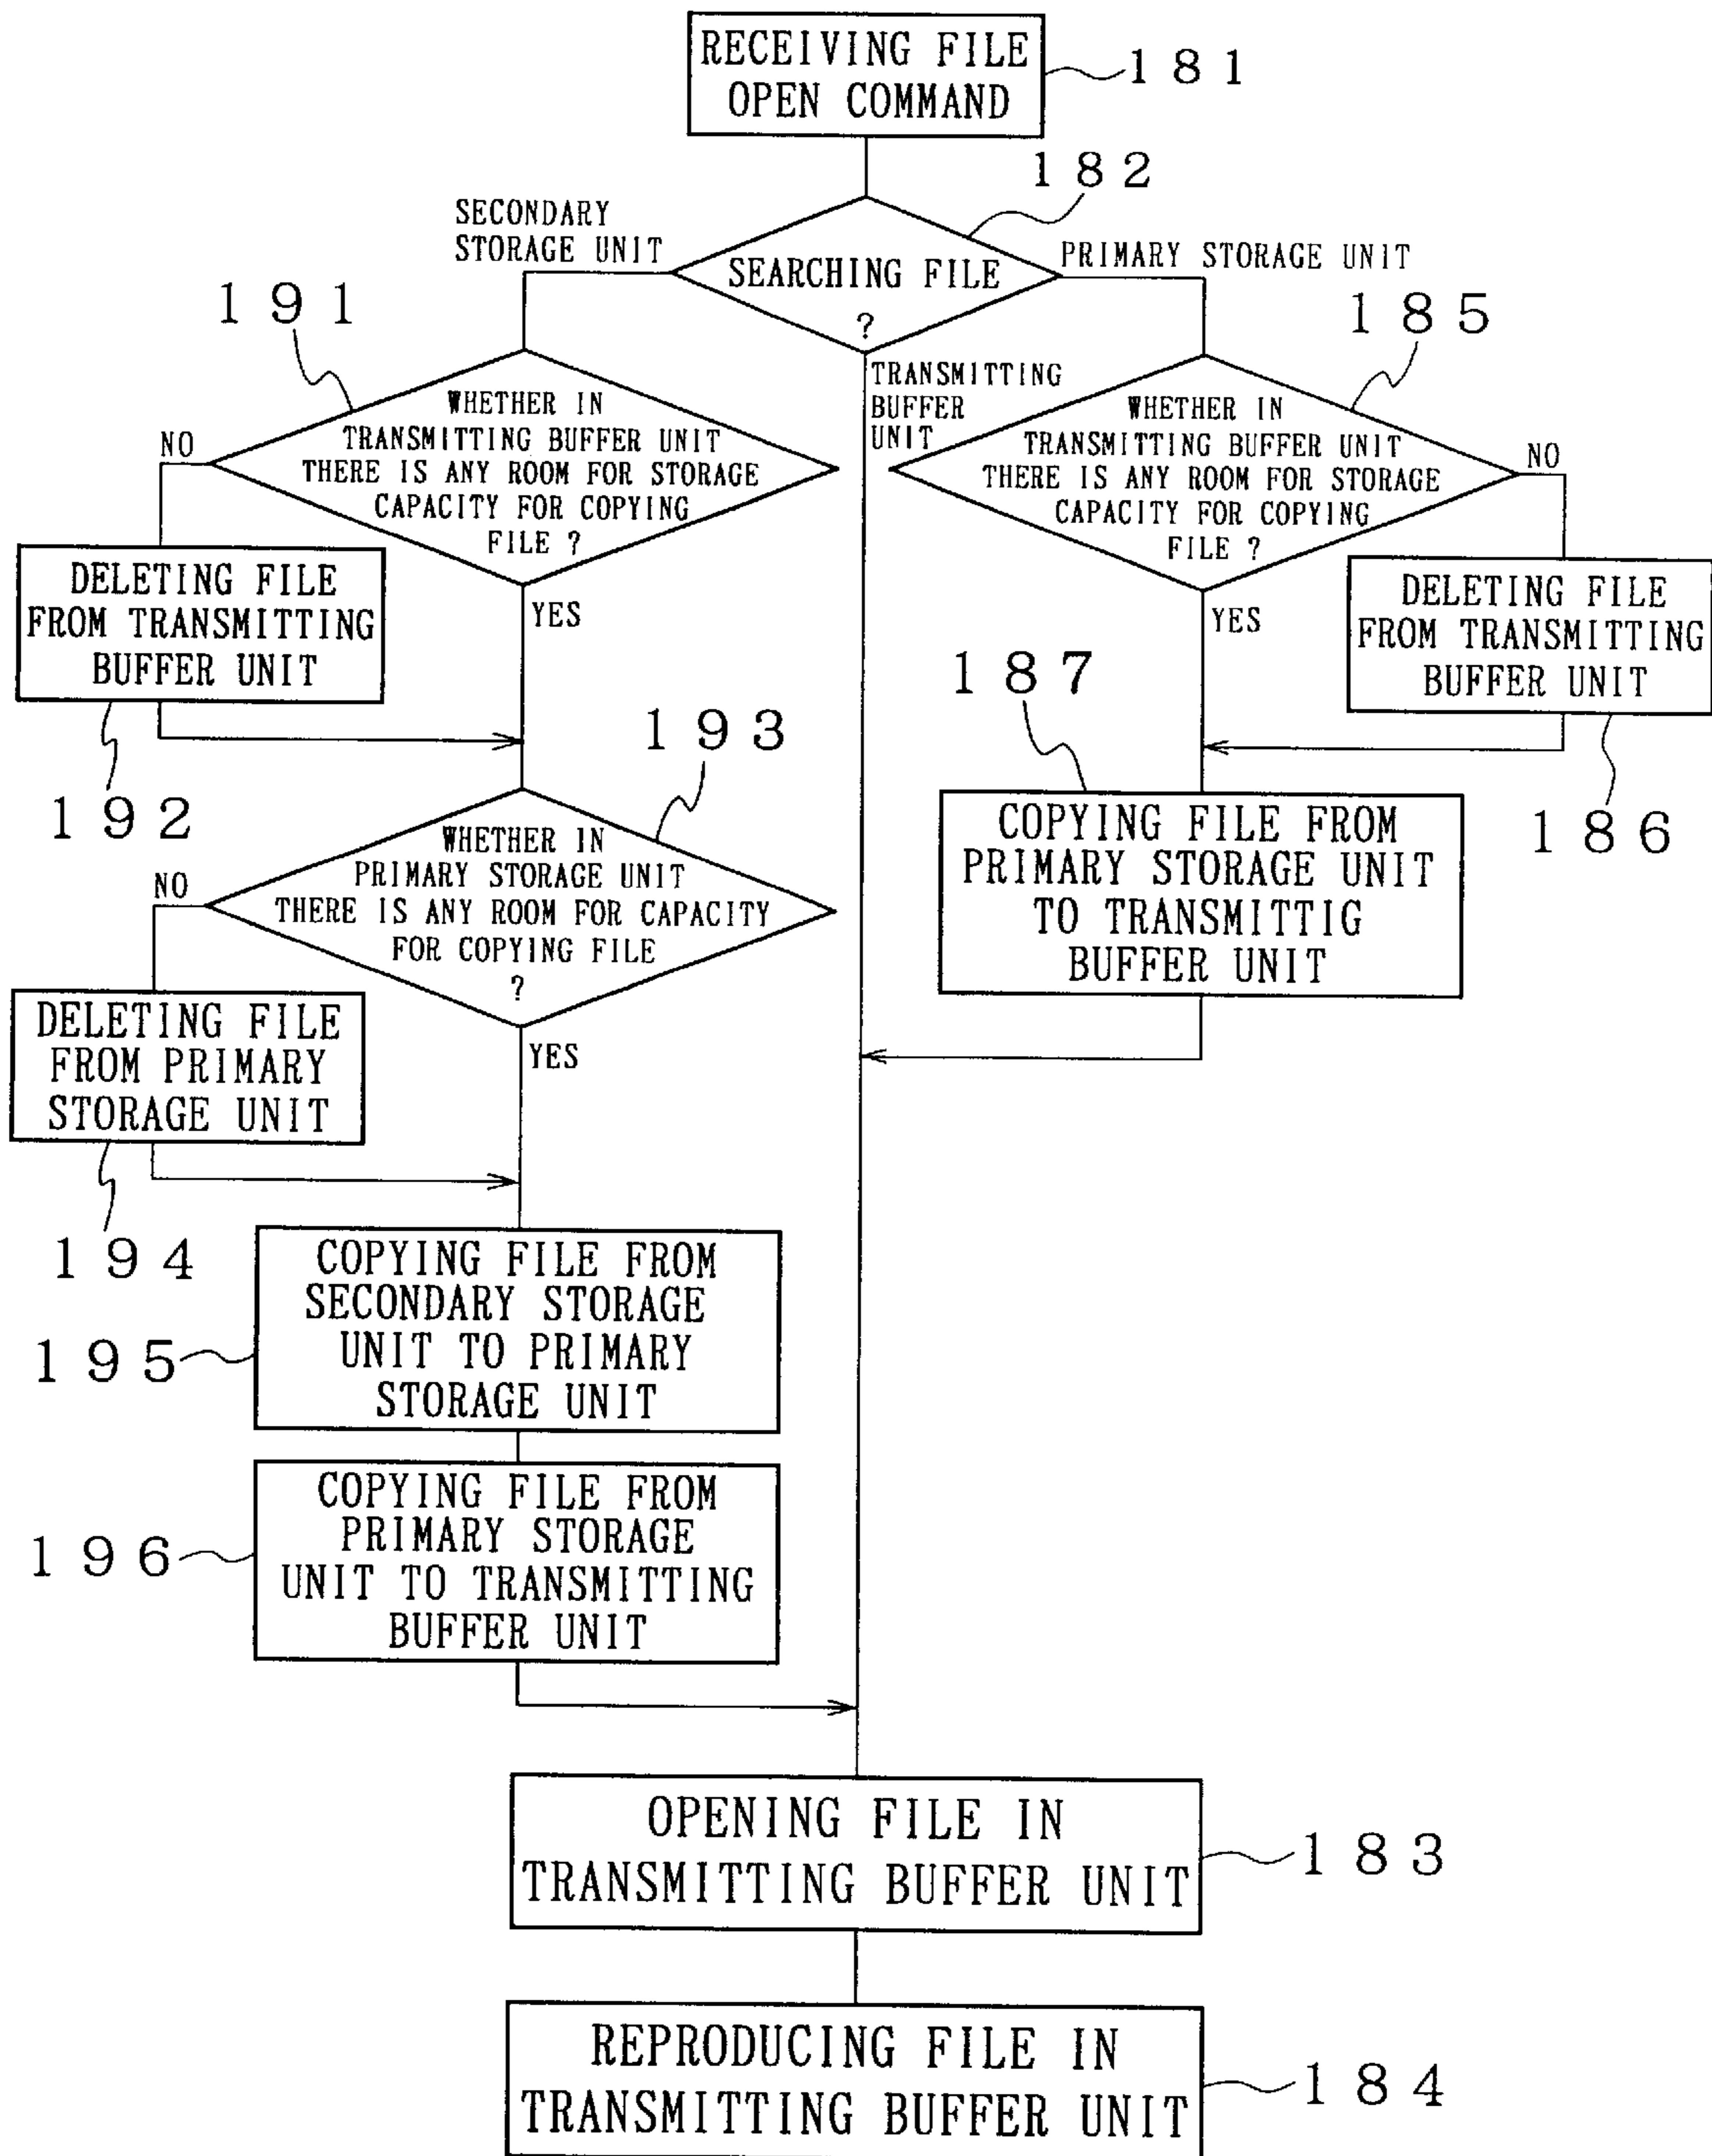 RECEIVING FILE
OPEN COMMAND
181
182
SECONDARY
STORAGE UNIT
SEARCHING FILE
?
PRIMARY STORAGE UNIT
TRANSMITTING
BUFFER
UNIT
191
WHETHER IN
TRANSMITTING BUFFER UNIT
THERE IS ANY ROOM FOR STORAGE
CAPACITY FOR COPYING
FILE ?
NO
YES
185
WHETHER IN
TRANSMITTING BUFFER UNIT
THERE IS ANY ROOM FOR STORAGE
CAPACITY FOR COPYING
FILE ?
NO
YES
DELETING FILE
FROM TRANSMITTING
BUFFER UNIT
192
DELETING FILE
FROM TRANSMITTING
BUFFER UNIT
186
187
COPYING FILE FROM
PRIMARY STORAGE UNIT
TO TRANSMITTIG
BUFFER UNIT
193
WHETHER IN
PRIMARY STORAGE UNIT
THERE IS ANY ROOM FOR CAPACITY
FOR COPYING FILE
?
NO
YES
DELETING FILE
FROM PRIMARY
STORAGE UNIT
194
COPYING FILE FROM
SECONDARY STORAGE
UNIT TO PRIMARY
STORAGE UNIT
195
COPYING FILE FROM
PRIMARY STORAGE
UNIT TO TRANSMITTING
BUFFER UNIT
196
OPENING FILE IN
TRANSMITTING BUFFER UNIT
183
REPRODUCING FILE IN
TRANSMITTING BUFFER UNIT
184